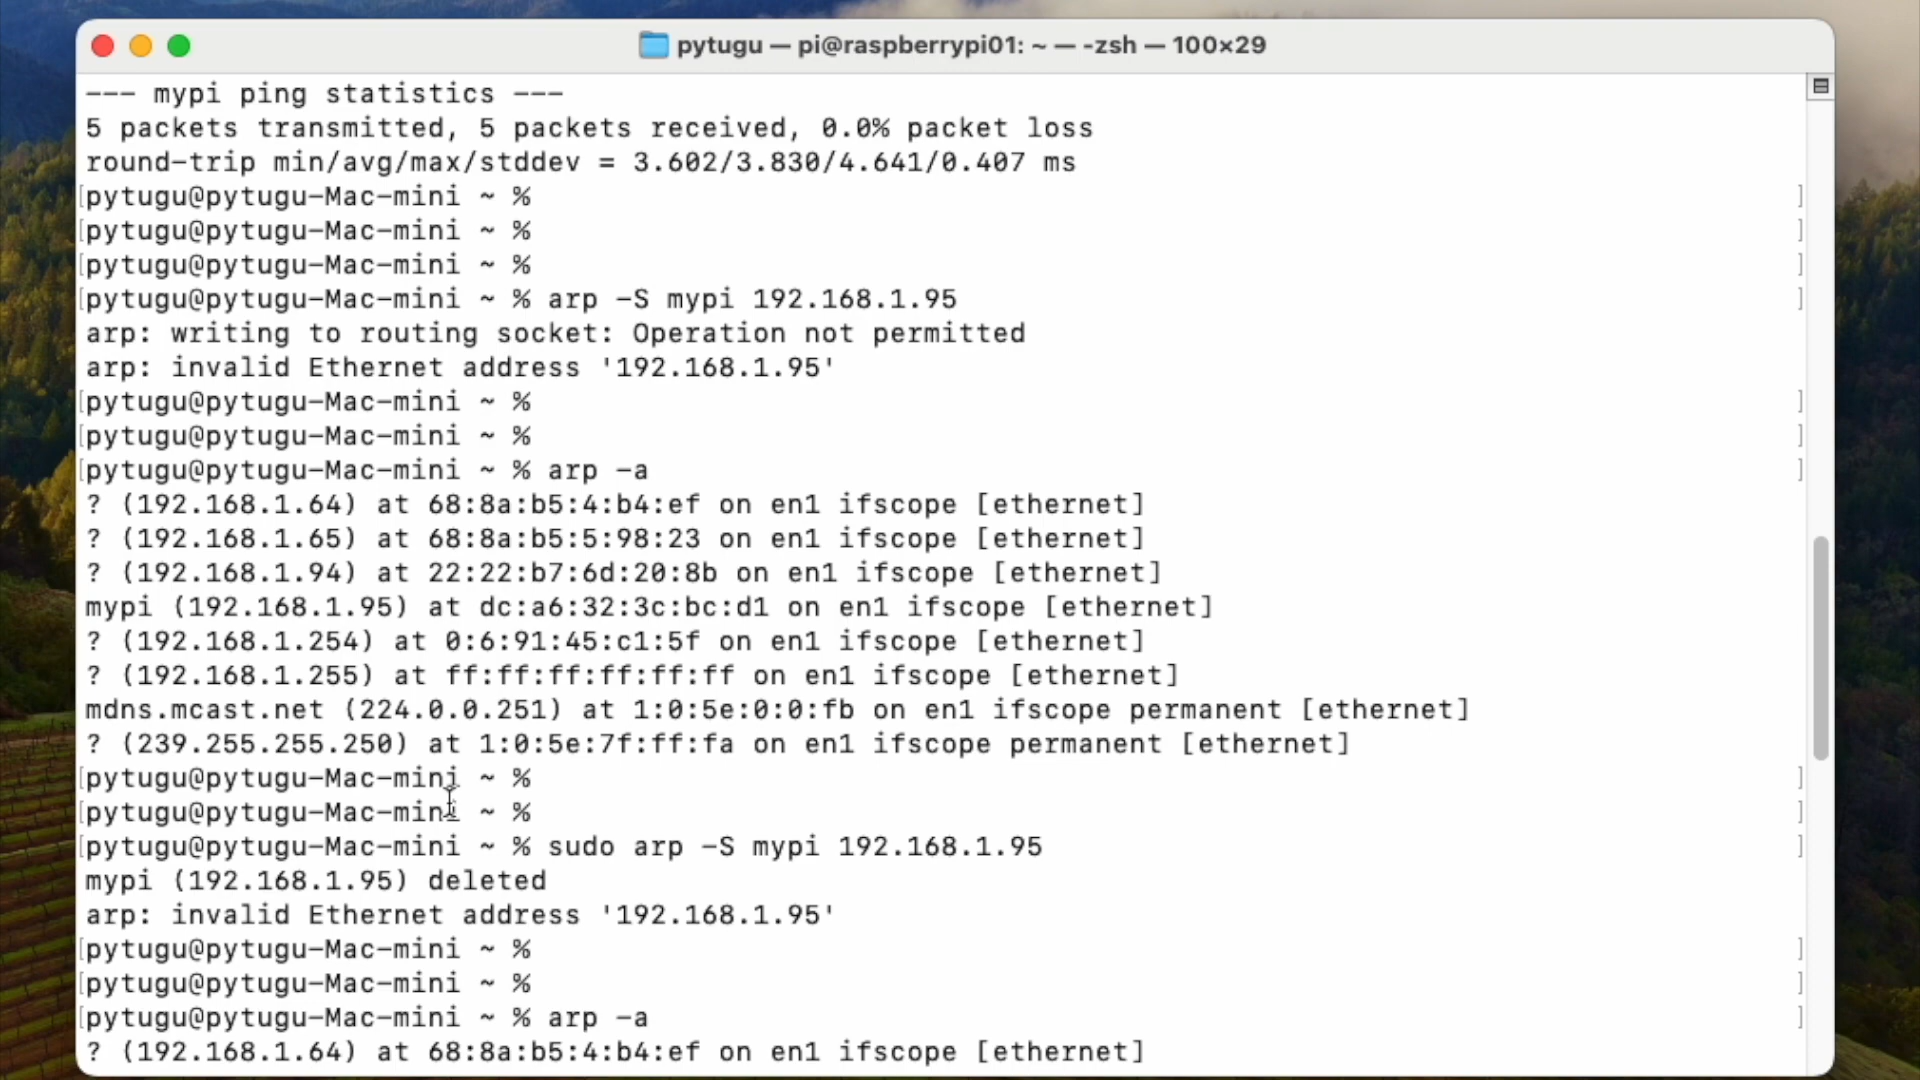 pytugu — pi@raspberrypi01: ~ — -zsh — 100×29
--- mypi ping statistics ---
5 packets transmitted, 5 packets received, 0.0% packet loss
round-trip min/avg/max/stddev = 3.602/3.830/4.641/0.407 ms
[pytugu@pytugu-Mac-mini ~ % ]
[pytugu@pytugu-Mac-mini ~ % ]
[pytugu@pytugu-Mac-mini ~ % ]
[pytugu@pytugu-Mac-mini ~ % arp -S mypi 192.168.1.95 ]
arp: writing to routing socket: Operation not permitted
arp: invalid Ethernet address '192.168.1.95'
[pytugu@pytugu-Mac-mini ~ % ]
[pytugu@pytugu-Mac-mini ~ % ]
[pytugu@pytugu-Mac-mini ~ % arp -a ]
? (192.168.1.64) at 68:8a:b5:4:b4:ef on en1 ifscope [ethernet]
? (192.168.1.65) at 68:8a:b5:5:98:23 on en1 ifscope [ethernet]
? (192.168.1.94) at 22:22:b7:6d:20:8b on en1 ifscope [ethernet]
mypi (192.168.1.95) at dc:a6:32:3c:bc:d1 on en1 ifscope [ethernet]
? (192.168.1.254) at 0:6:91:45:c1:5f on en1 ifscope [ethernet]
? (192.168.1.255) at ff:ff:ff:ff:ff:ff on en1 ifscope [ethernet]
mdns.mcast.net (224.0.0.251) at 1:0:5e:0:0:fb on en1 ifscope permanent [ethernet]
? (239.255.255.250) at 1:0:5e:7f:ff:fa on en1 ifscope permanent [ethernet]
[pytugu@pytugu-Mac-mini ~ % ]
[pytugu@pytugu-Mac-mini ~ % ]
[pytugu@pytugu-Mac-mini ~ % sudo arp -S mypi 192.168.1.95 ]
mypi (192.168.1.95) deleted
arp: invalid Ethernet address '192.168.1.95'
[pytugu@pytugu-Mac-mini ~ % ]
[pytugu@pytugu-Mac-mini ~ % ]
[pytugu@pytugu-Mac-mini ~ % arp -a ]
? (192.168.1.64) at 68:8a:b5:4:b4:ef on en1 ifscope [ethernet]